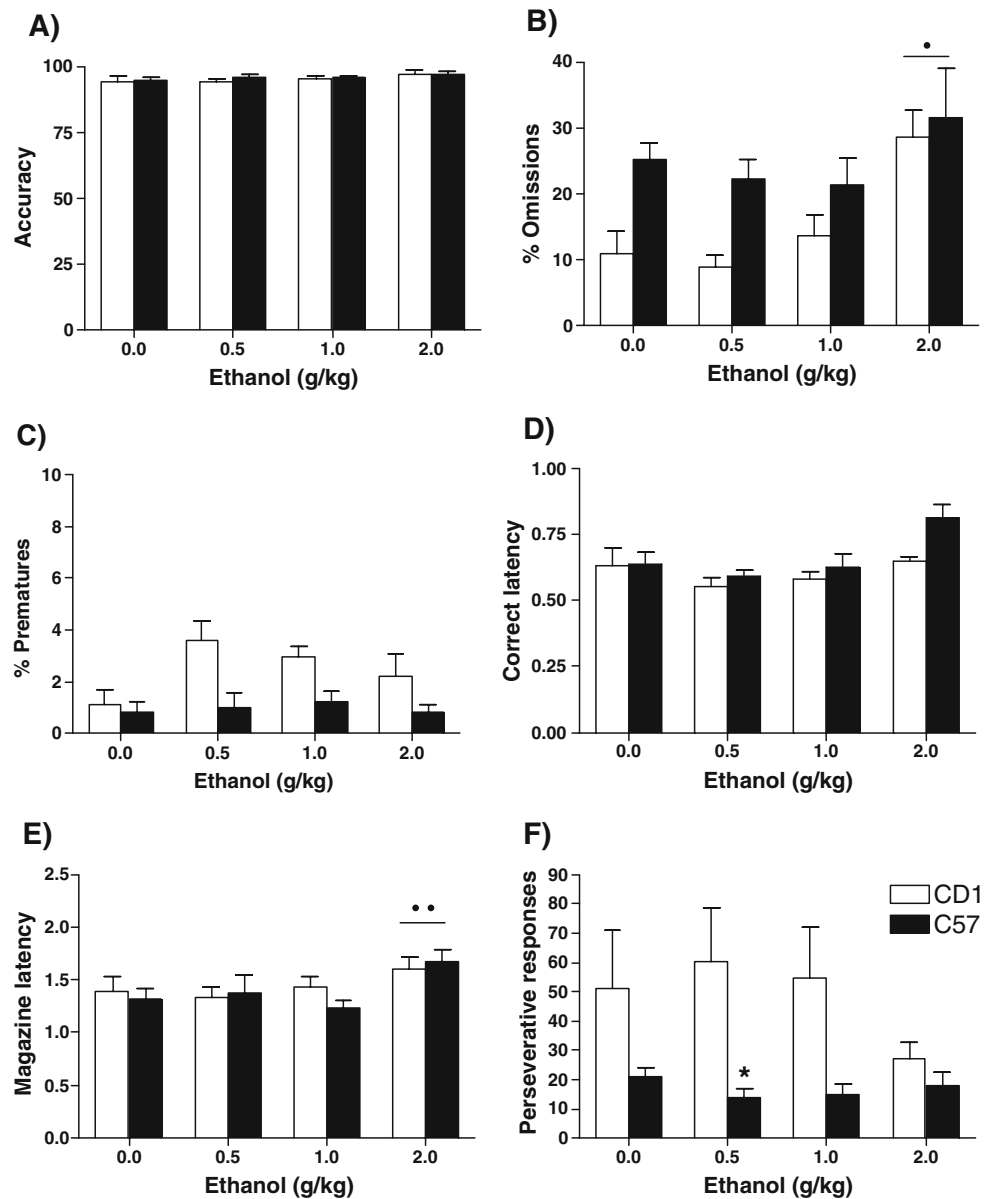 A)
100
75
50
25
0
Accuracy
0.0 0.5 1.0 2.0
Ethanol (g/kg)
B)
40
30
20
10
0
% Omissions
•
0.0 0.5 1.0 2.0
Ethanol (g/kg)
C)
10
8
6
4
2
0
% Prematures
0.0 0.5 1.0 2.0
Ethanol (g/kg)
D)
1.00
0.75
0.50
0.25
0.00
Correct latency
0.0 0.5 1.0 2.0
Ethanol (g/kg)
E)
2.5
2.0
1.5
1.0
0.5
0.0
Magazine latency
• •
0.0 0.5 1.0 2.0
Ethanol (g/kg)
F)
90
80
70
60
50
40
30
20
10
0
Perseverative responses
CD1
C57
*
0.0 0.5 1.0 2.0
Ethanol (g/kg)